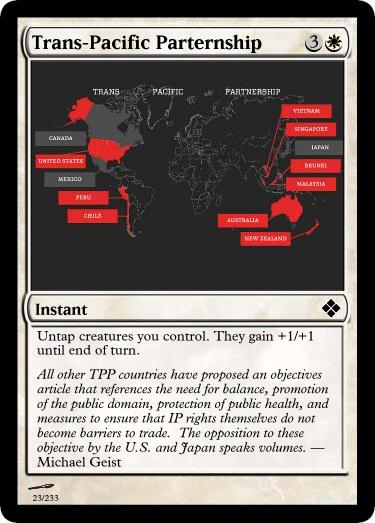 Trans-Pacific Parternship 3
TRANS PACIFIC PARTNERSHIP
VIETNAM
SINGAPORE
CANADA
JAPAN
UNITED STATES
BRUNEI
MEXICO
MALAYSIA
PERU
CHILE
AUSTRALIA
NEW ZEALAND
Instant
Untap creatures you control. They gain +1/+1
until end of turn.
All other TPP countries have proposed an objectives
article that references the need for balance, promotion
of the public domain, protection of public health, and
measures to ensure that IP rights themselves do not
become barriers to trade. The opposition to these
objective by the U.S. and Japan speaks volumes. —
Michael Geist
23/233